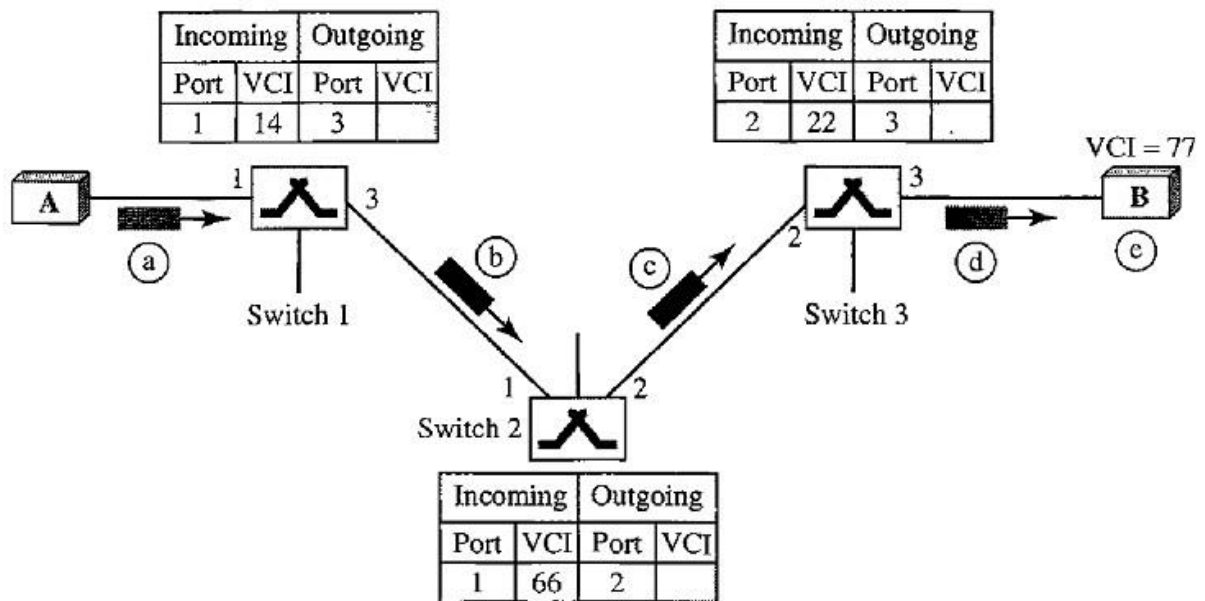 Incoming Outgoing
Port VCI Port VCI
1 14 3
Incoming Outgoing
Port VCI Port VCI
2 22 3
VCI = 77
A
1
3
a
Switch 1
b
c
2
3
Switch 3
d
B
e
1
2
Switch 2
Incoming Outgoing
Port VCI Port VCI
1 66 2